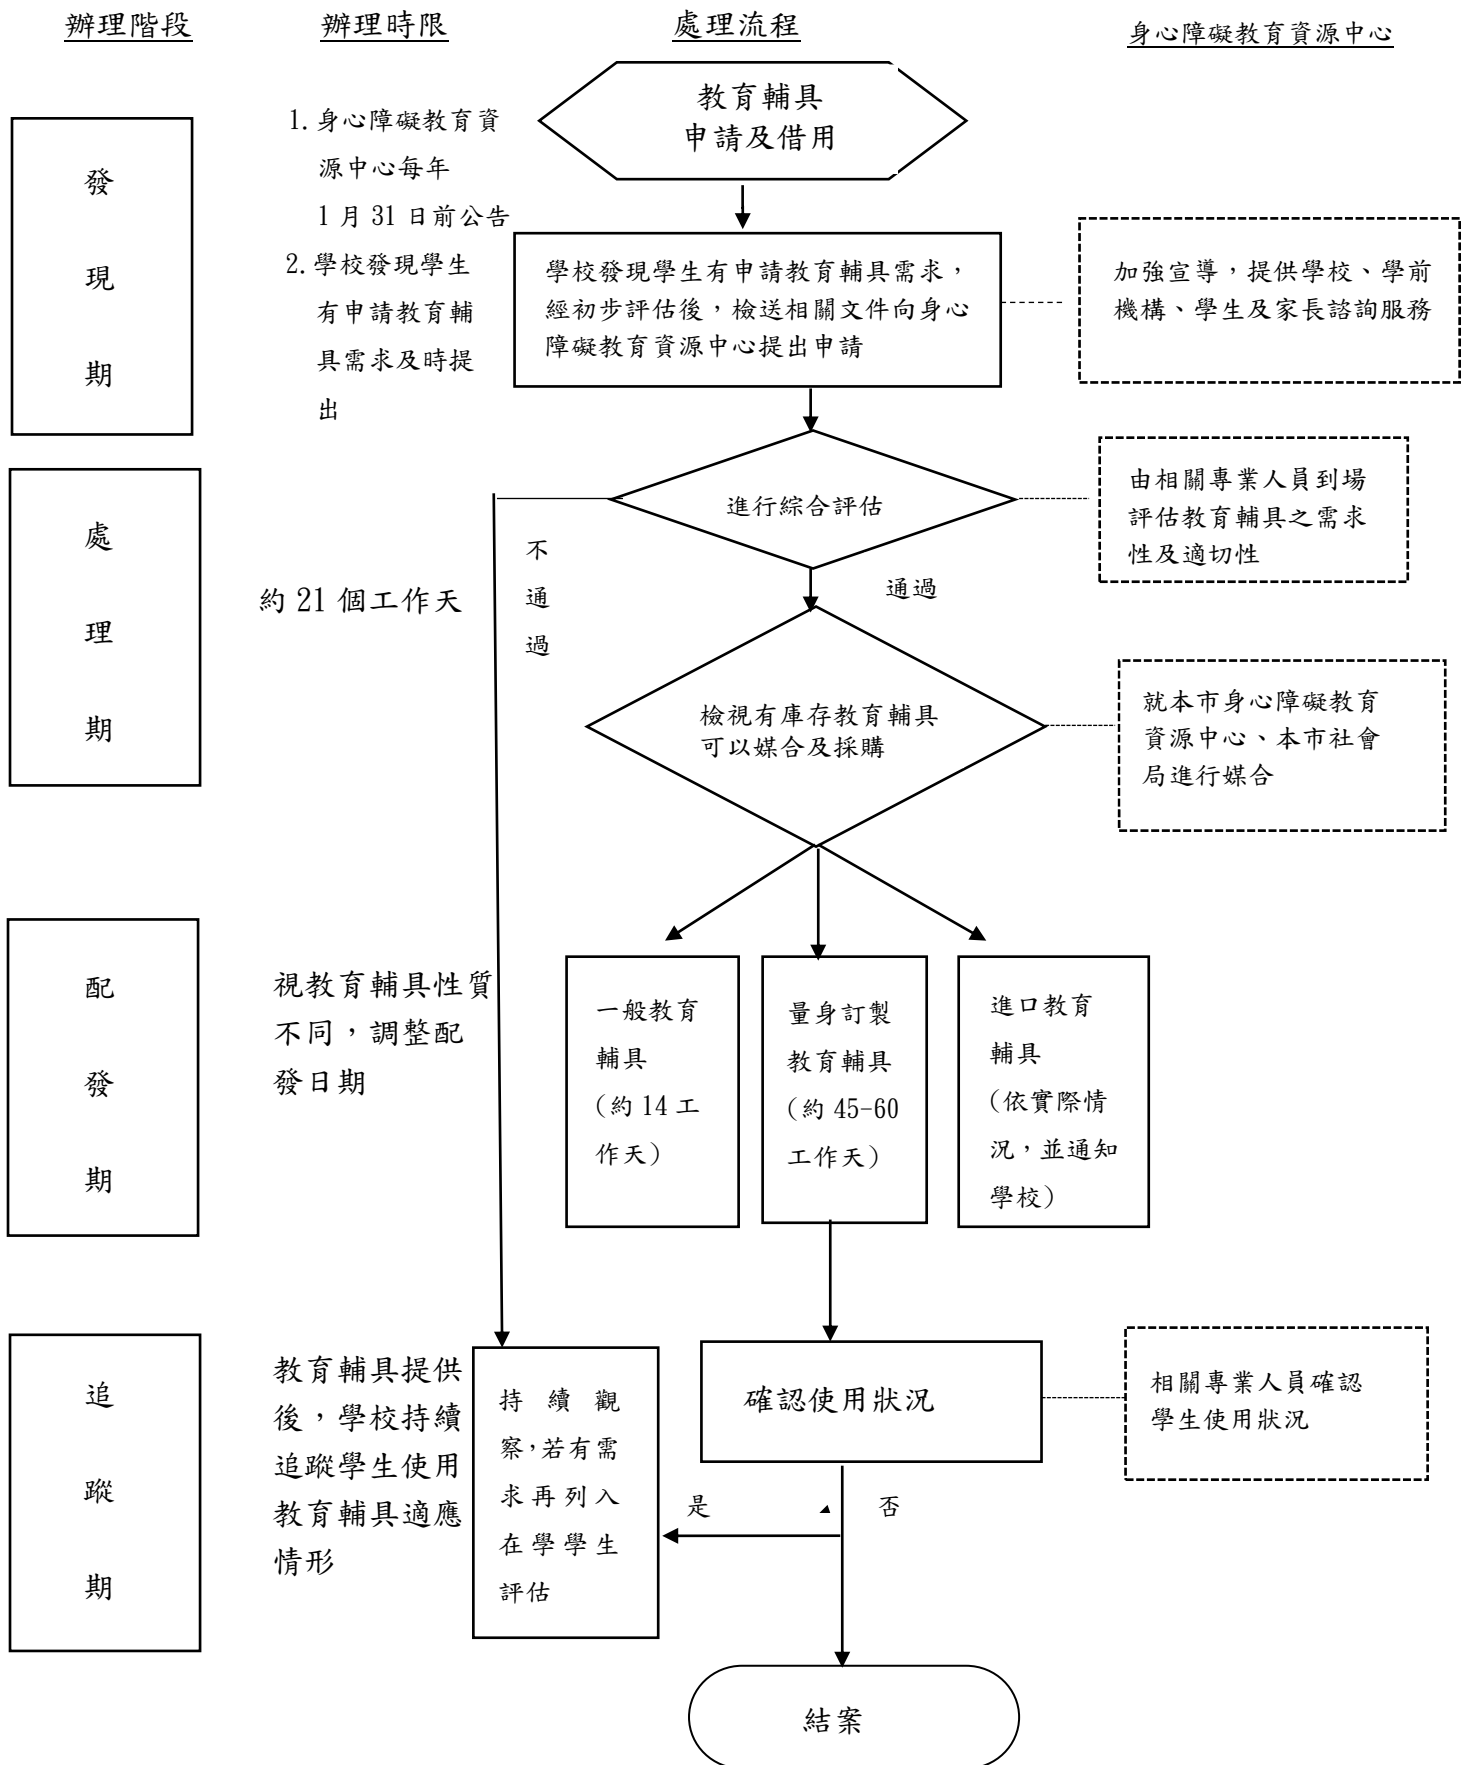 辦理階段
辦理時限
處理流程
身心障礙教育資源中心
教育輔具
申請及借用
發
現
期
1.身心障礙教育資
源中心每年
1月31日前公告
2.學校發現學生
有申請教育輔
具需求及時提
出
學校發現學生有申請教育輔具需求，
經初步評估後，檢送相關文件向身心
障礙教育資源中心提出申請
加強宣導，提供學校、學前
機構、學生及家長諮詢服務
處
理
期
約21個工作天
進行綜合評估
由相關專業人員到場
評估教育輔具之需求
性及適切性
不
通
過
通過
檢視有庫存教育輔具
可以媒合及採購
就本市身心障礙教育
資源中心、本市社會
局進行媒合
配
發
期
視教育輔具性質
不同，調整配
發日期
一般教育
輔具
(約14工
作天)
量身訂製
教育輔具
(約45-60
工作天)
進口教育
輔具
(依實際情
況，並通知
學校)
追
蹤
期
教育輔具提供
後，學校持續
追蹤學生使用
教育輔具適應
情形
持續觀
察，若有需
求再列入
在學學生
評估
確認使用狀況
相關專業人員確認
學生使用狀況
是
否
結案